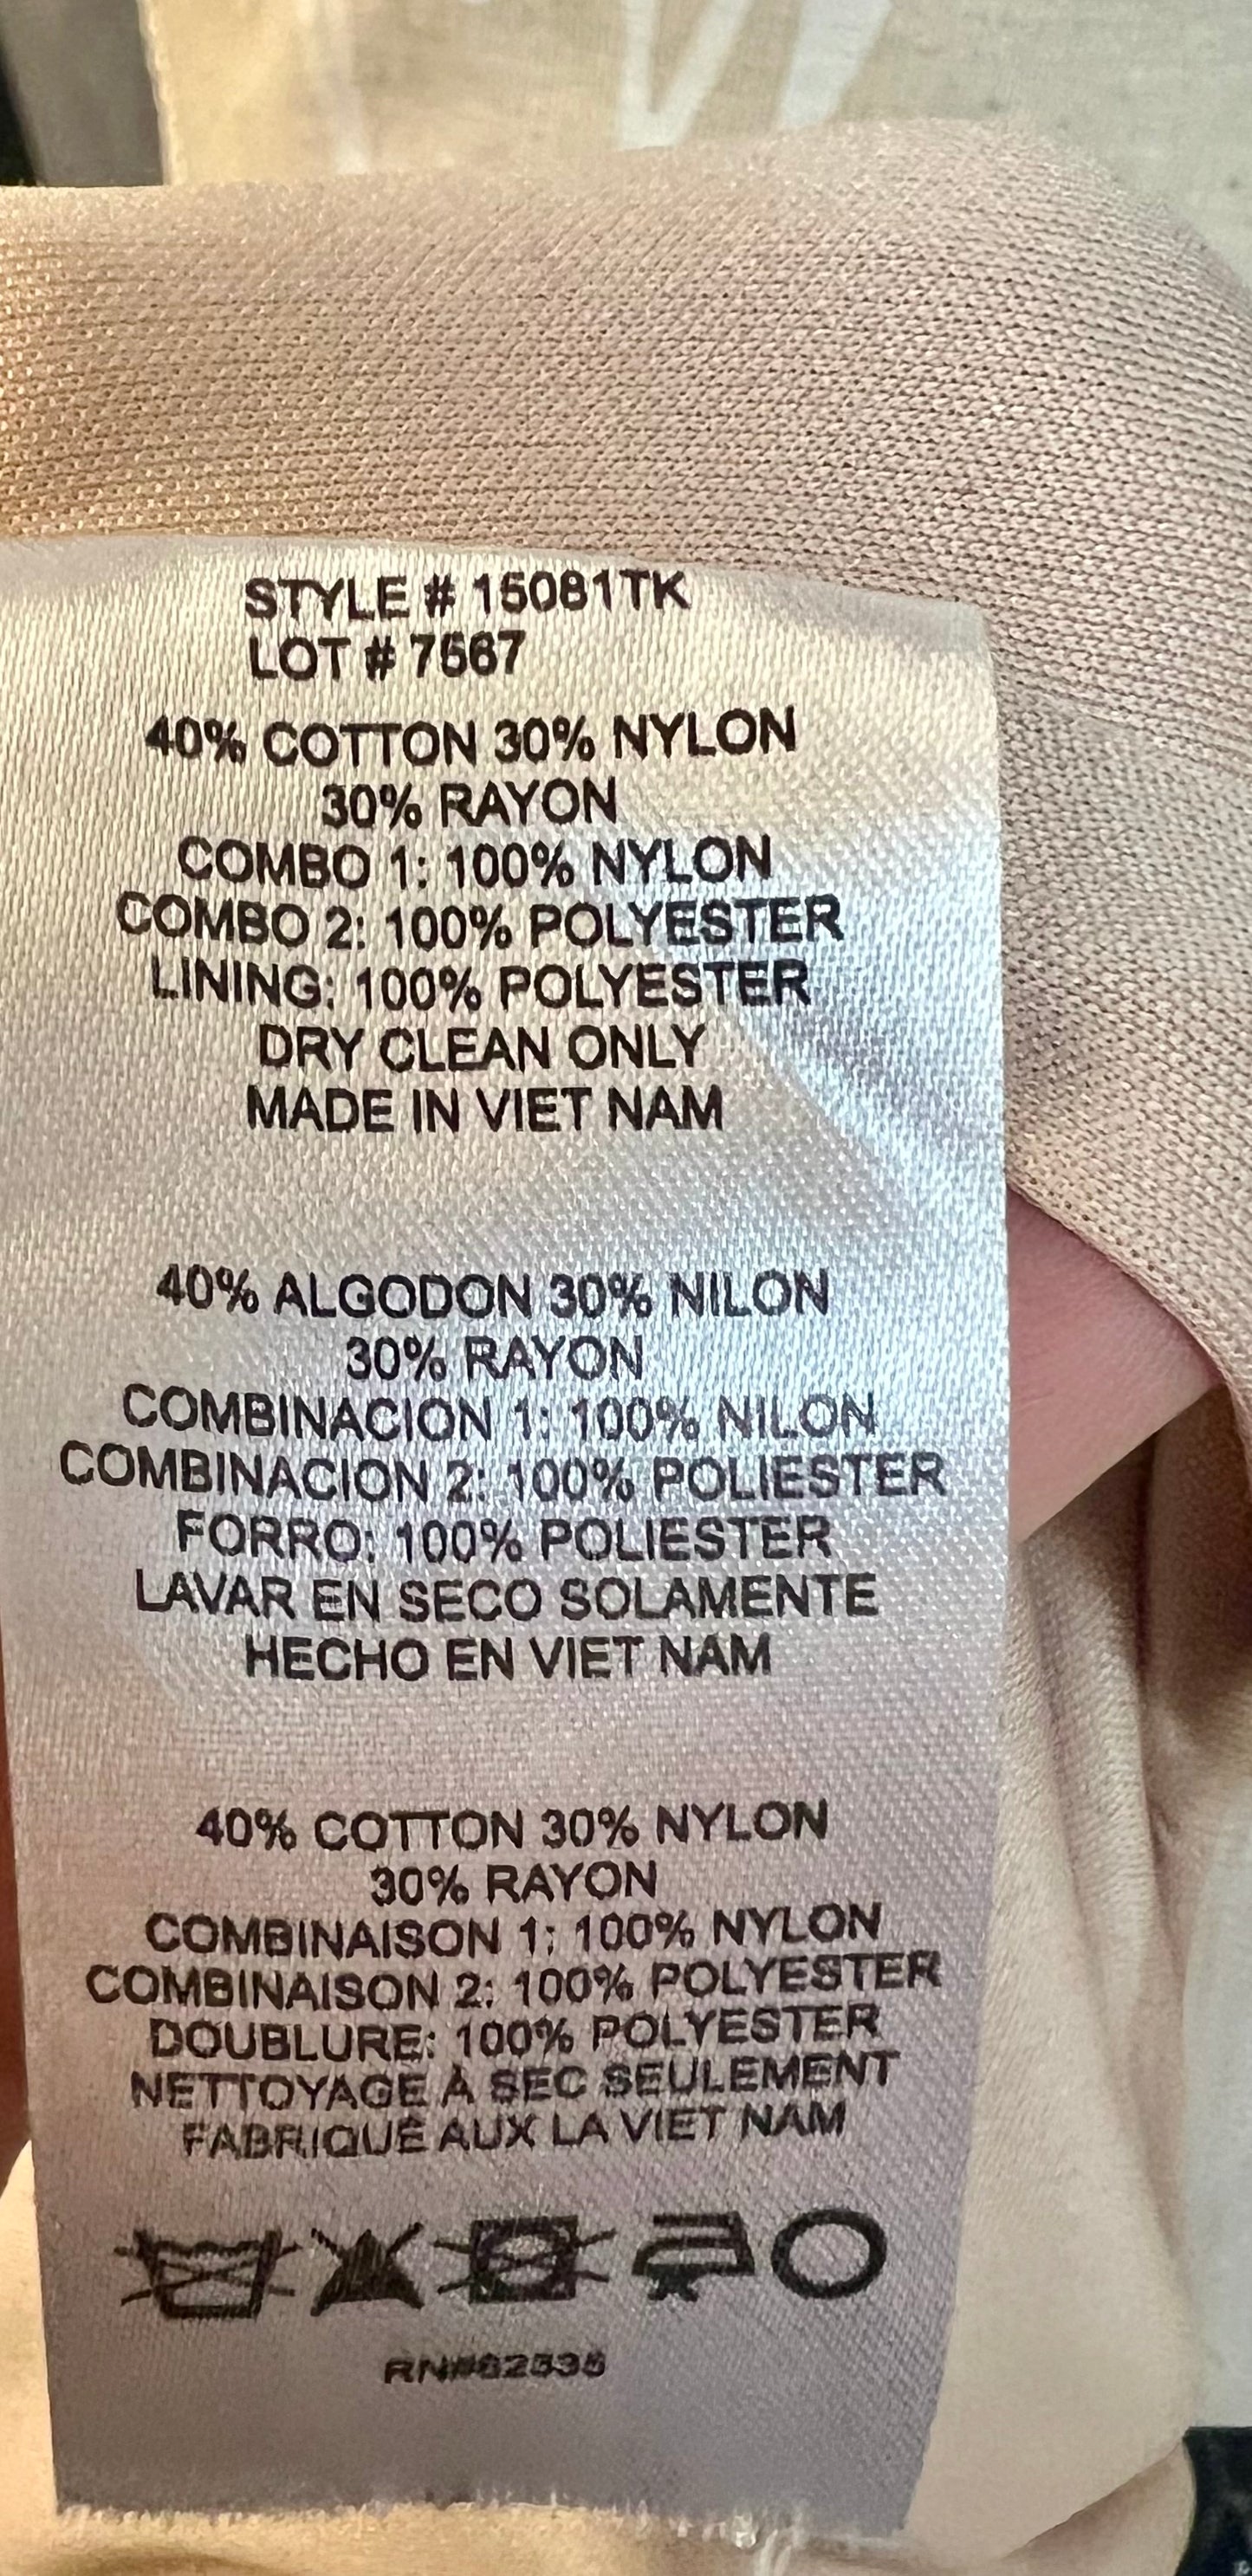 STYLE # 15081TK
LOT # 7567
40% COTTON 30% NYLON
30% RAYON
COMBO 1: 100% NYLON
COMBO 2: 100% POLYESTER
LINING: 100% POLYESTER
DRY CLEAN ONLY
MADE IN VIET NAM
40% ALGODON 30% NILON
30% RAYON
COMBINACION 1: 100% NILON
COMBINACION 2: 100% POLIESTER
FORRO: 100% POLIESTER
LAVAR EN SECO SOLAMENTE
HECHO EN VIET NAM
40% COTTON 30% NYLON
30% RAYON
COMBINAISON 1: 100% NYLON
COMBINAISON 2: 100% POLYESTER
DOUBLURE: 100% POLYESTER
NETTOYAGE À SEC SEULEMENT
FABRIQUÉ AUX LA VIET NAM